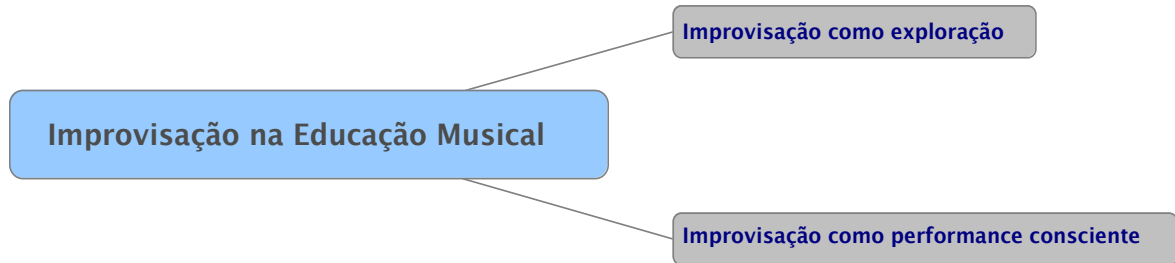 Improvisação como exploração
Improvisação na Educação Musical
Improvisação como performance consciente